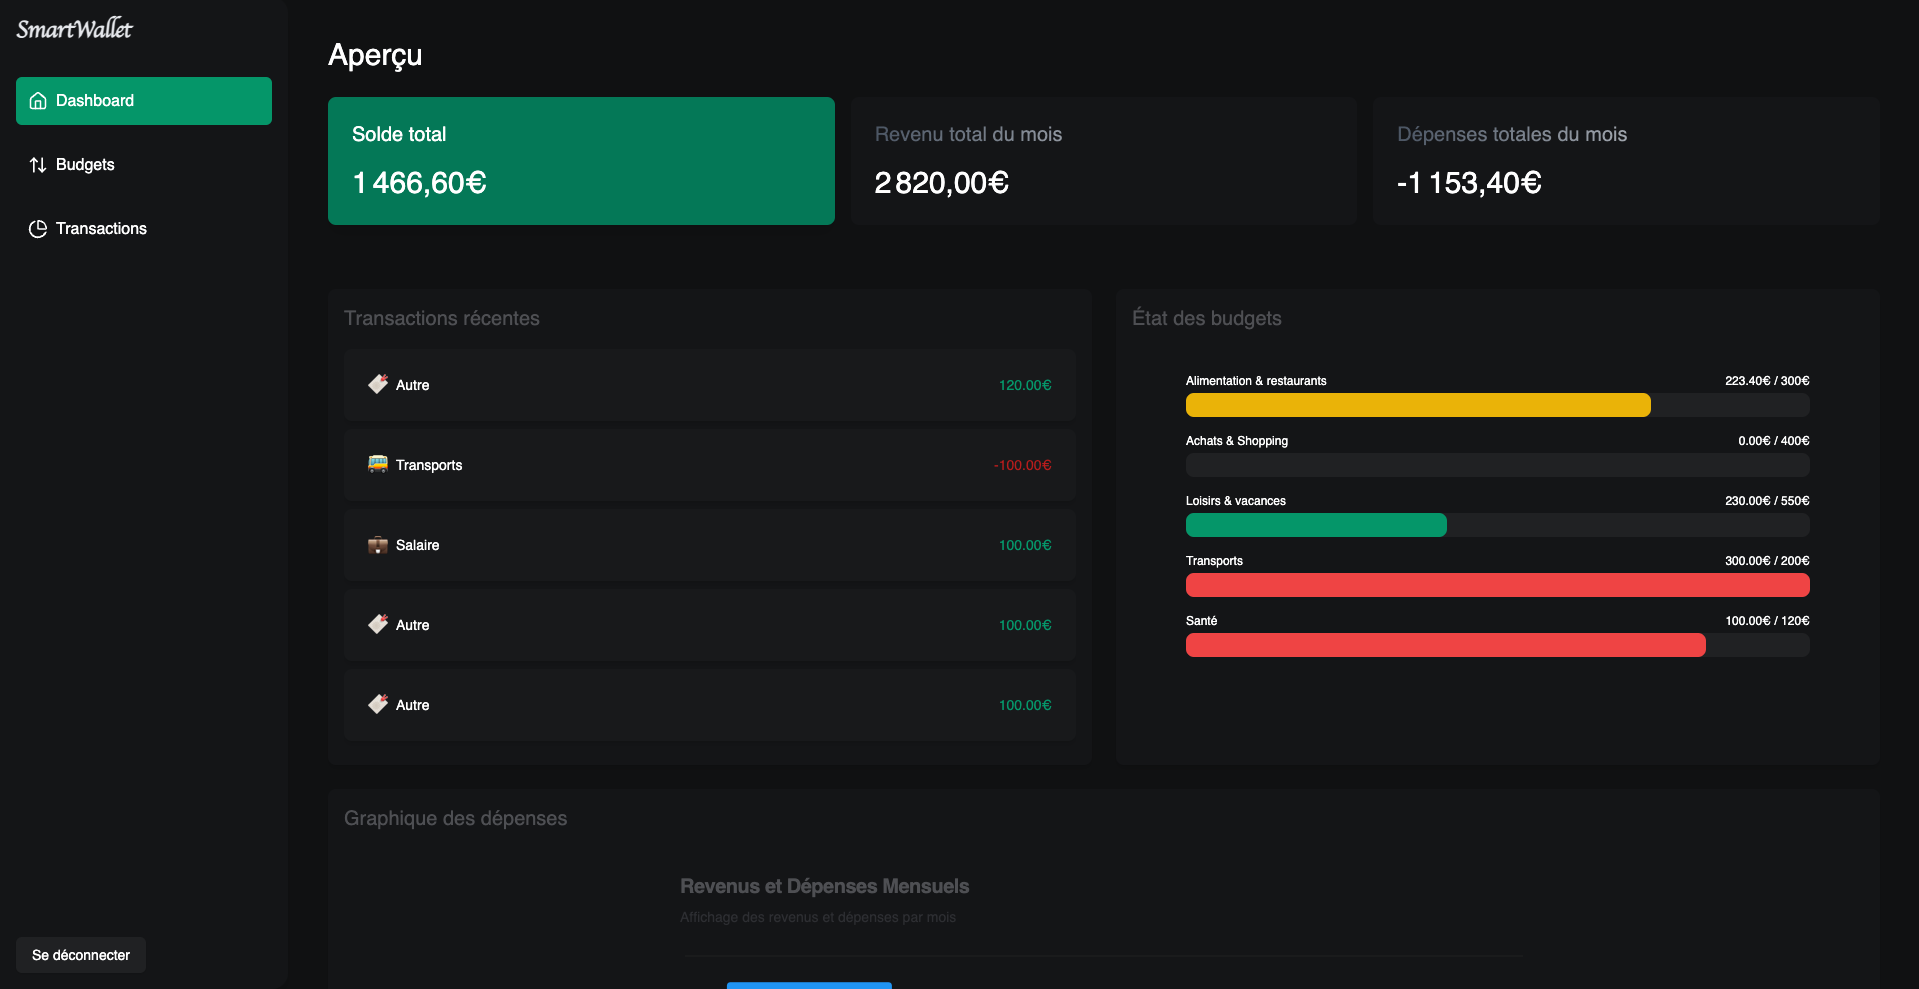 SmartWallet
Dashboard
Budgets
Transactions
Se déconnecter
Aperçu
Solde total
1 466,60€
Revenu total du mois
2 820,00€
Dépenses totales du mois
-1 153,40€
Transactions récentes
Autre 120.00€
Transports -100.00€
Salaire 100.00€
Autre 100.00€
Autre 100.00€
État des budgets
Alimentation & restaurants 223.40€ / 300€
Achats & Shopping 0.00€ / 400€
Loisirs & vacances 230.00€ / 550€
Transports 300.00€ / 200€
Santé 100.00€ / 120€
Graphique des dépenses
Revenus et Dépenses Mensuels
Affichage des revenus et dépenses par mois